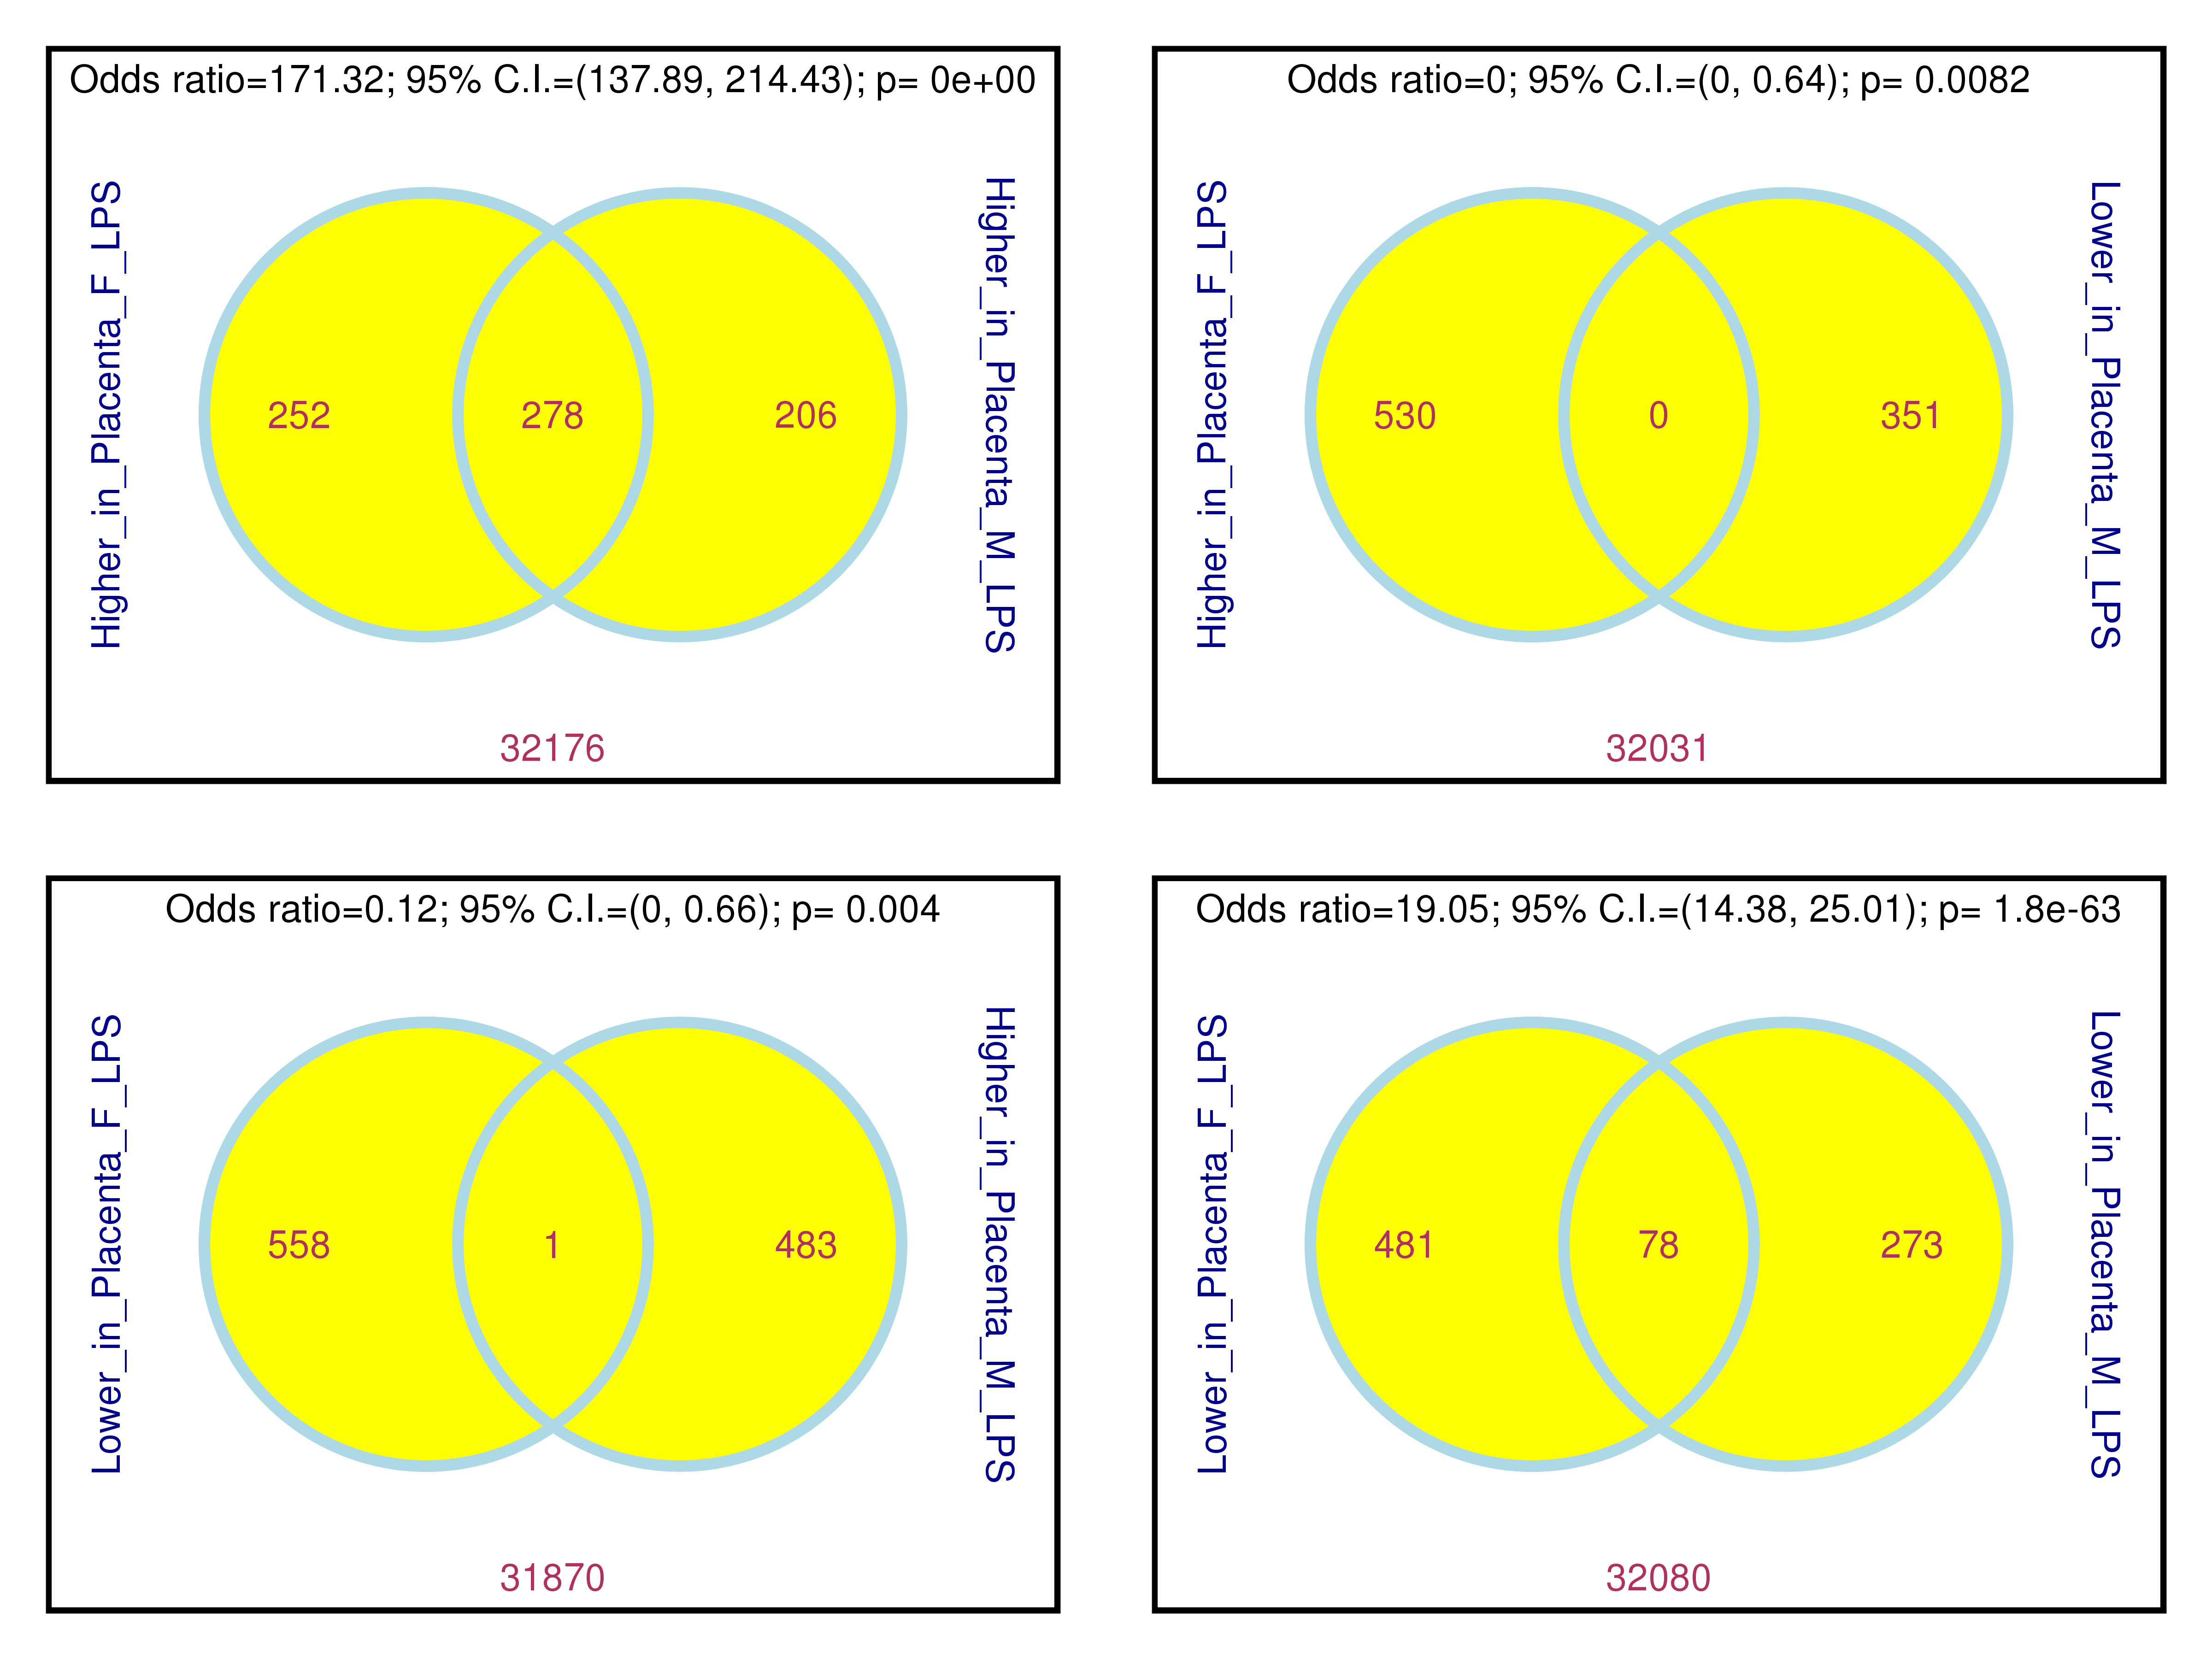 Odds ratio=171.32; 95% C.I.=(137.89, 214.43); p= 0e+00
Higher_in_Placenta_F_LPS
252
278
206
Higher_in_Placenta_M_LPS
32176
Odds ratio=0; 95% C.I.=(0, 0.64); p= 0.0082
Higher_in_Placenta_F_LPS
530
0
351
Lower_in_Placenta_M_LPS
32031
Odds ratio=0.12; 95% C.I.=(0, 0.66); p= 0.004
Lower_in_Placenta_F_LPS
558
1
483
Higher_in_Placenta_M_LPS
31870
Odds ratio=19.05; 95% C.I.=(14.38, 25.01); p= 1.8e-63
Lower_in_Placenta_F_LPS
481
78
273
Lower_in_Placenta_M_LPS
32080